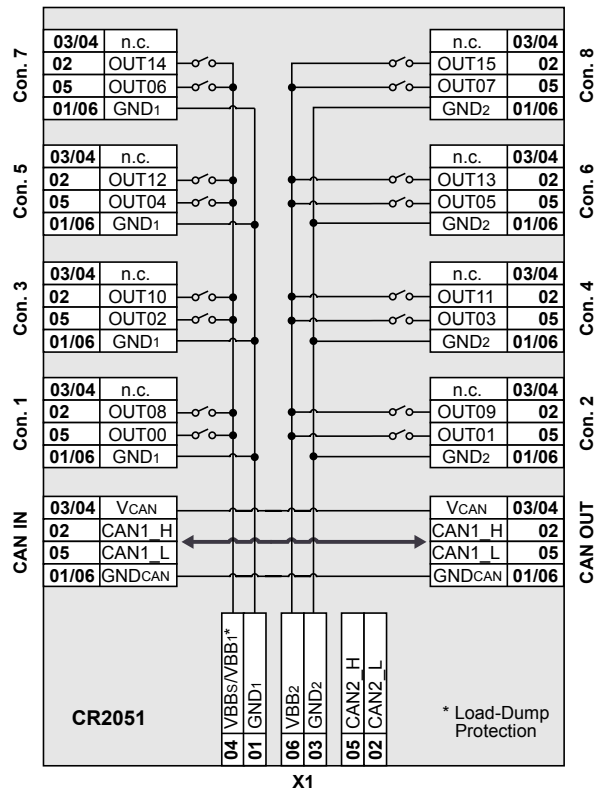 Con. 7
03/04 n.c.
02 OUT14
05 OUT06
01/06 GND1
n.c. 03/04
OUT15 02
OUT07 05
GND2 01/06
Con. 8
Con. 5
03/04 n.c.
02 OUT12
05 OUT04
01/06 GND1
n.c. 03/04
OUT13 02
OUT05 05
GND2 01/06
Con. 6
Con. 3
03/04 n.c.
02 OUT10
05 OUT02
01/06 GND1
n.c. 03/04
OUT11 02
OUT03 05
GND2 01/06
Con. 4
Con. 1
03/04 n.c.
02 OUT08
05 OUT00
01/06 GND1
n.c. 03/04
OUT09 02
OUT01 05
GND2 01/06
Con. 2
CAN IN
03/04 VCAN
02 CAN1_H
05 CAN1_L
01/06 GNDCAN
VCAN 03/04
CAN1_H 02
CAN1_L 05
GNDCAN 01/06
CAN OUT
CR2051
04 VBBS/VBB1*
01 GND1
06 VBB2
03 GND2
05 CAN2_H
02 CAN2_L
* Load-Dump
Protection
X1